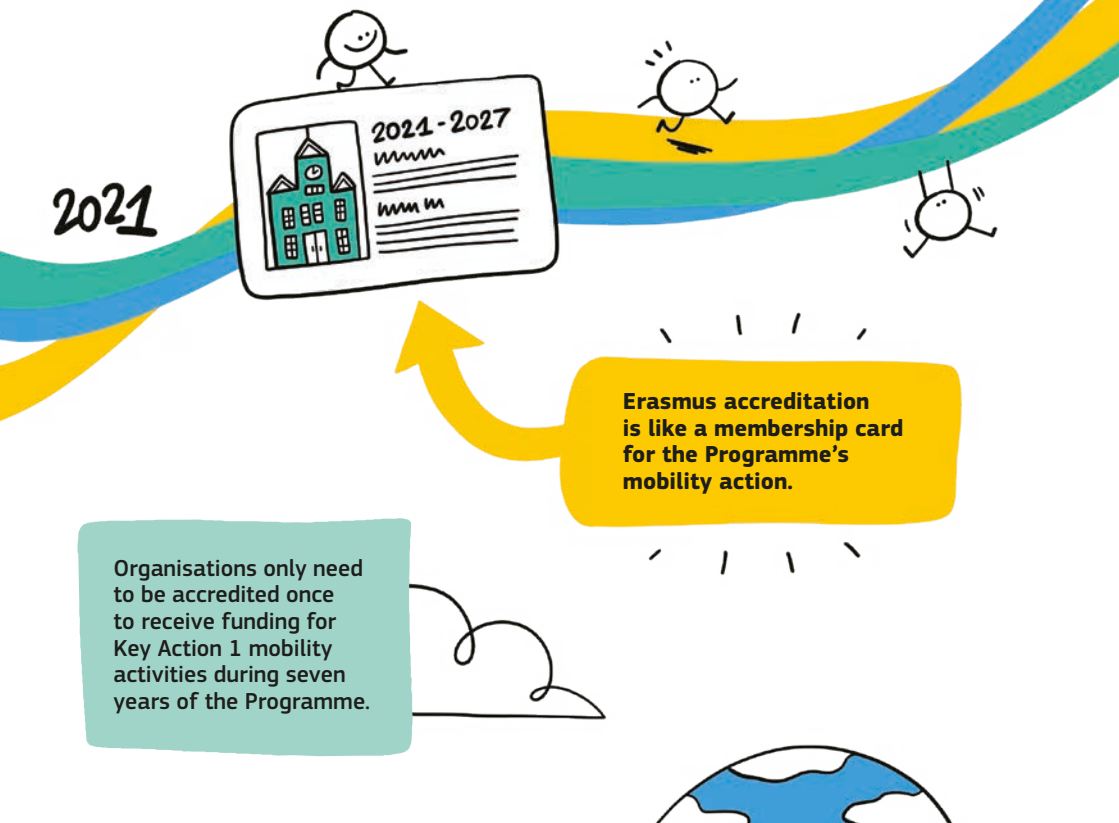 2021-2027
2021
Erasmus accreditation
is like a membership card
for the Programme’s
mobility action.
Organisations only need
to be accredited once
to receive funding for
Key Action 1 mobility
activities during seven
years of the Programme.